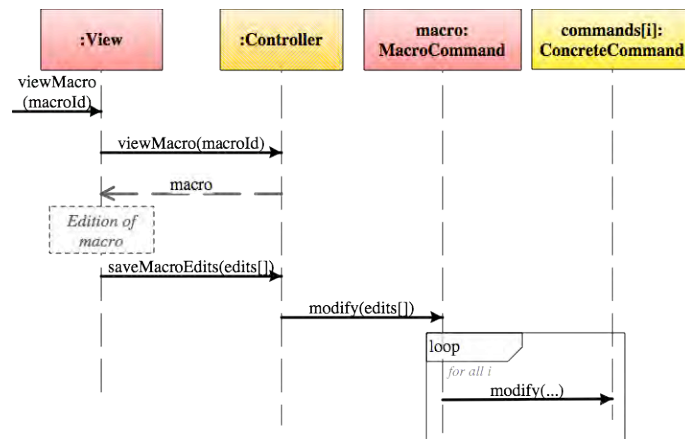 :View
:Controller
macro:
MacroCommand
commands[i]:
ConcreteCommand
viewMacro
(macroId)
viewMacro(macroId)
macro
Edition of
macro
saveMacroEdits(edits[])
modify(edits[])
loop
for all i
modify(...)